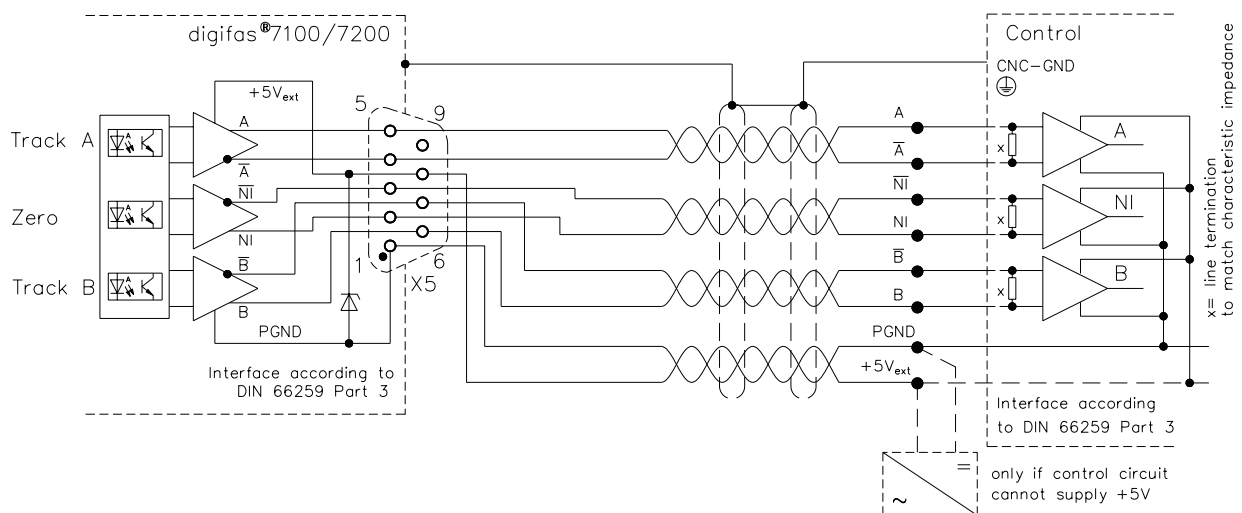 digifas®7100/7200
Control
CNC-GND
+5Vext
5
9
Track A
A
A̅
A
A̅
x
A
Zero
N̅I̅
NI
N̅I̅
NI
x
NI
Track B
B̅
B
B̅
B
x
B
1
6
X5
PGND
PGND
+5Vext
Interface according to
DIN 66259 Part 3
Interface according
to DIN 66259 Part 3
=
~
only if control circuit
cannot supply +5V
x= line termination
to match characteristic impedance